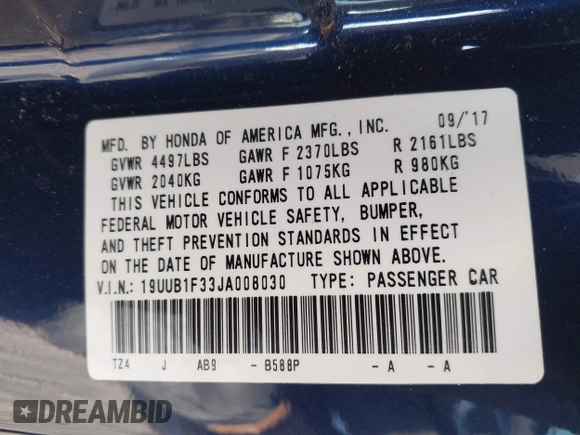 MFD. BY HONDA OF AMERICA MFG., INC. 09/'17
GVWR 4497LBS GAWR F 2370LBS R 2161LBS
GVWR 2040KG GAWR F 1075KG R 980KG
THIS VEHICLE CONFORMS TO ALL APPLICABLE
FEDERAL MOTOR VEHICLE SAFETY, BUMPER,
AND THEFT PREVENTION STANDARDS IN EFFECT
ON THE DATE OF MANUFACTURE SHOWN ABOVE.
V.I.N.: 19UUB1F33JA008030 TYPE: PASSENGER CAR
TZ4 J AB9 - B588P - A - A
DREAMBID